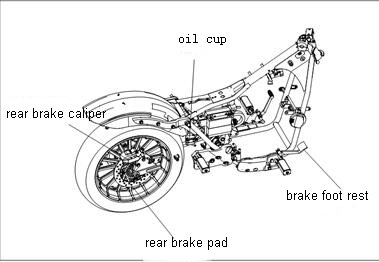 oil cup
rear brake caliper
brake foot rest
rear brake pad